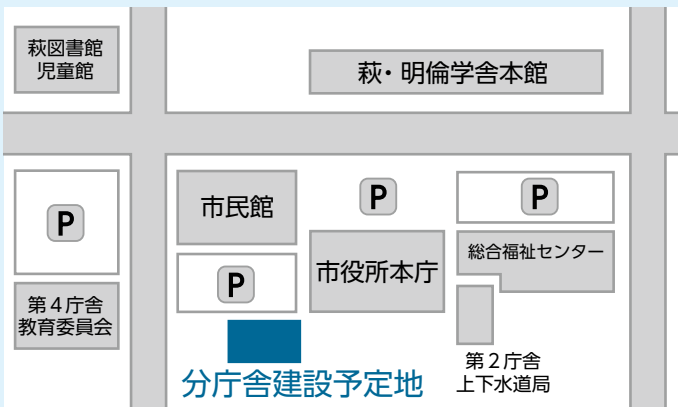 萩図書館
児童館
萩・明倫学舎本館
P
市民館
P
P
総合福祉センター
市役所本庁
P
第4庁舎
教育委員会
第2庁舎
上下水道局
分庁舎建設予定地